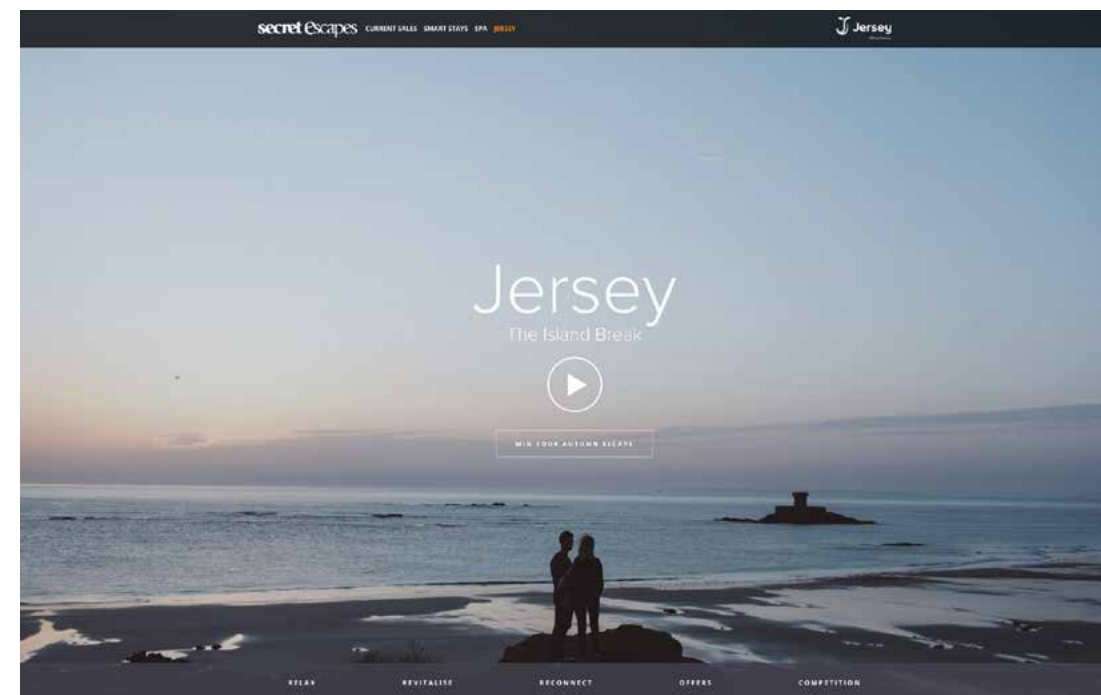 secret escapes CURRENT SALES SMART STAYS SPA JERSEY
Jersey
Jersey
The Island Break
WIN YOUR AUTUMN ESCAPE
RELAX REVITALISE RECONNECT OFFERS COMPETITION